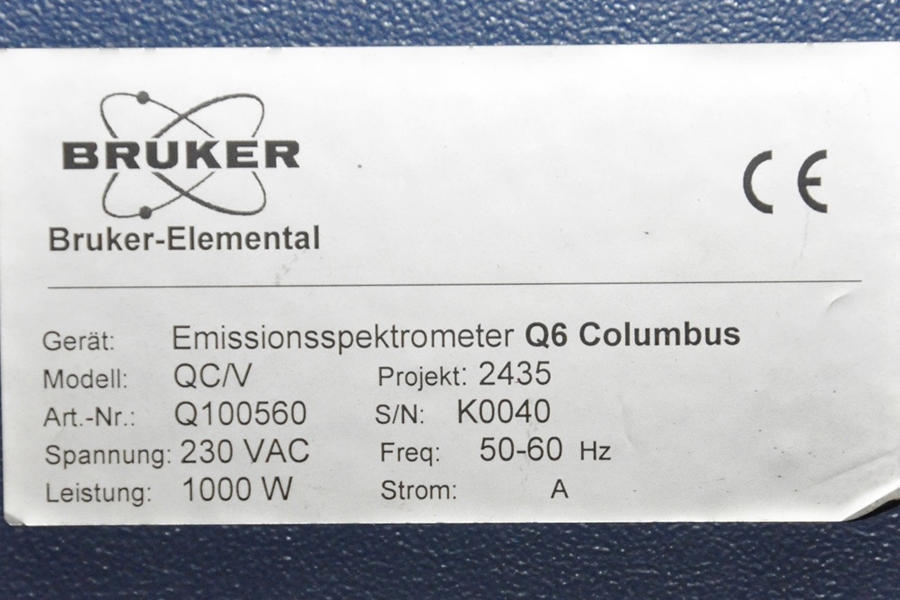 BRUKER
CE
Bruker-Elemental
Gerät: Emissionsspektrometer Q6 Columbus
Modell: QC/V Projekt: 2435
Art.-Nr.: Q100560 S/N: K0040
Spannung: 230 VAC Freq: 50-60 Hz
Leistung: 1000 W Strom: A